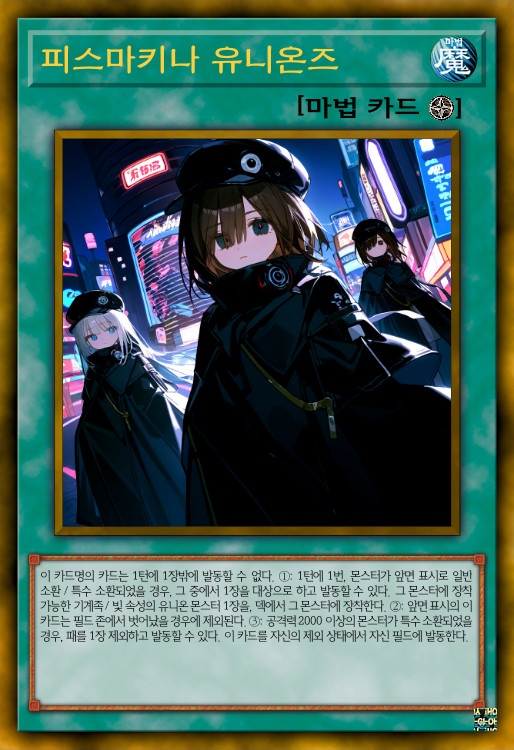 피스마키나 유니온즈
마법
魔
[마법 카드 ]
이 카드명의 카드는 1턴에 1장밖에 발동할 수 없다. ①: 1턴에 1번, 몬스터가 앞면 표시로 일반
소환 / 특수 소환되었을 경우, 그 중에서 1장을 대상으로 하고 발동할 수 있다. 그 몬스터에 장착
가능한 기계족 / 빛 속성의 유니온 몬스터 1장을, 덱에서 그 몬스터에 장착한다. ②: 앞면 표시의 이
카드는 필드 존에서 벗어났을 경우에 제외된다. ③: 공격력 2000 이상의 몬스터가 특수 소환되었을
경우, 패를 1장 제외하고 발동할 수 있다. 이 카드를 자신의 제외 상태에서 자신 필드에 발동한다.